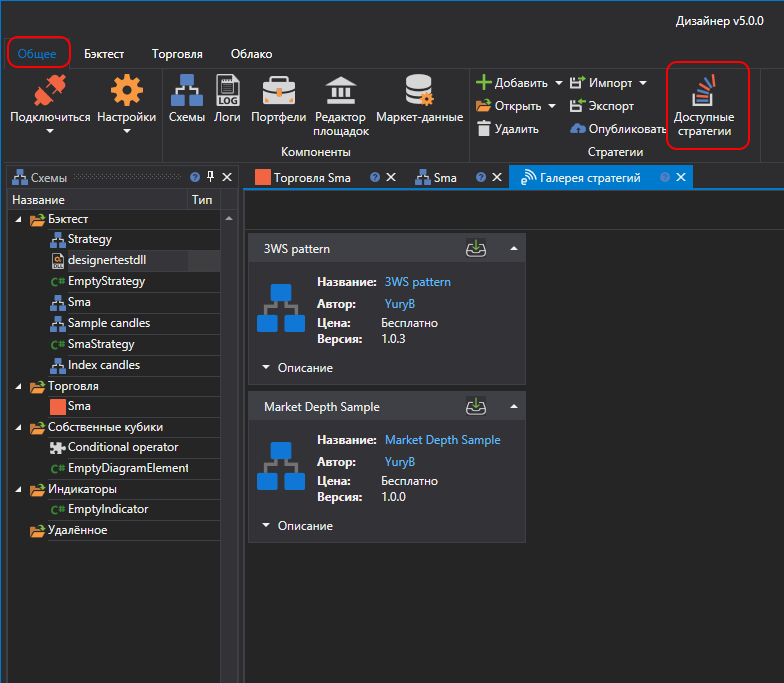 Дизайнер v5.0.0
Общее Бэктест Торговля Облако
Подключиться Настройки Схемы Логи Портфели Редактор площадок Маркет-данные
LOG
Компоненты
Добавить Импорт
Открыть Экспорт
Удалить Опубликовать
Доступные
стратегии
Стратегии
Схемы
Торговля Sma Sma Галерея стратегий
Название Тип
Бэктест
Strategy
designertestdll
EmptyStrategy
Sma
Sample candles
SmaStrategy
Index candles
Торговля
Sma
Собственные кубики
Conditional operator
EmptyDiagramElement
Индикаторы
EmptyIndicator
Удалённое
3WS pattern
Название: 3WS pattern
Автор: YuryB
Цена: Бесплатно
Версия: 1.0.3
Описание
Market Depth Sample
Название: Market Depth Sample
Автор: YuryB
Цена: Бесплатно
Версия: 1.0.0
Описание